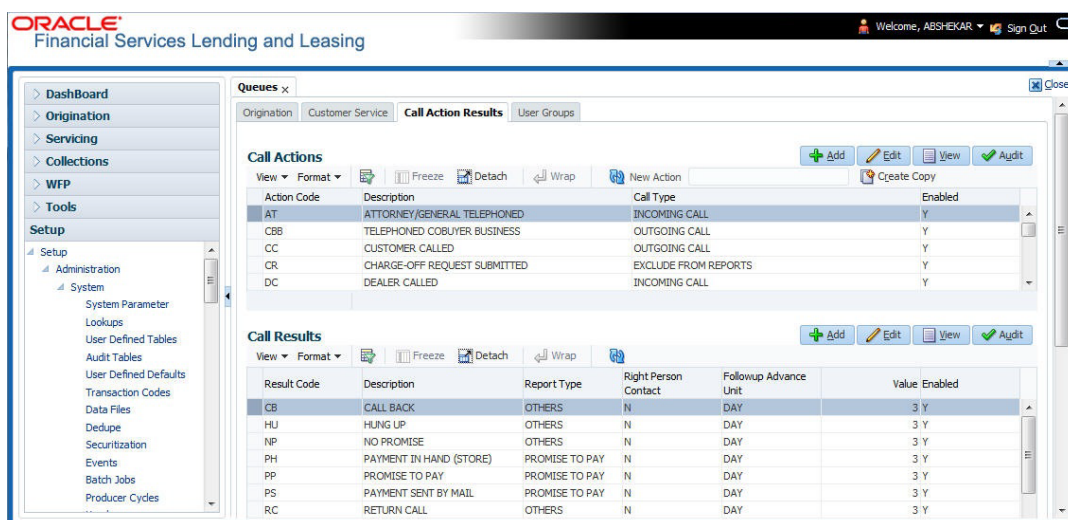 ORACLE
Financial Services Lending and Leasing
Welcome, ABSHEKAR Sign Out
Queues x Close
DashBoard
Origination
Servicing
Collections
WFP
Tools
Setup
Setup
Administration
System
System Parameter
Lookups
User Defined Tables
Audit Tables
User Defined Defaults
Transaction Codes
Data Files
Dedupe
Securitization
Events
Batch Jobs
Producer Cycles
Origination Customer Service Call Action Results User Groups
Call Actions Add Edit View Audit
View Format Freeze Detach Wrap New Action Create Copy
Action Code Description Call Type Enabled
AT ATTORNEY/GENERAL TELEPHONED INCOMING CALL Y
CBB TELEPHONED COBUYER BUSINESS OUTGOING CALL Y
CC CUSTOMER CALLED OUTGOING CALL Y
CR CHARGE-OFF REQUEST SUBMITTED EXCLUDE FROM REPORTS Y
DC DEALER CALLED INCOMING CALL Y
Call Results Add Edit View Audit
View Format Freeze Detach Wrap
Result Code Description Report Type Right Person Contact Followup Advance Unit Value Enabled
CB CALL BACK OTHERS N DAY 3 Y
HU HUNG UP OTHERS N DAY 3 Y
NP NO PROMISE OTHERS N DAY 3 Y
PH PAYMENT IN HAND (STORE) PROMISE TO PAY N DAY 3 Y
PP PROMISE TO PAY PROMISE TO PAY N DAY 3 Y
PS PAYMENT SENT BY MAIL PROMISE TO PAY N DAY 3 Y
RC RETURN CALL OTHERS N DAY 3 Y